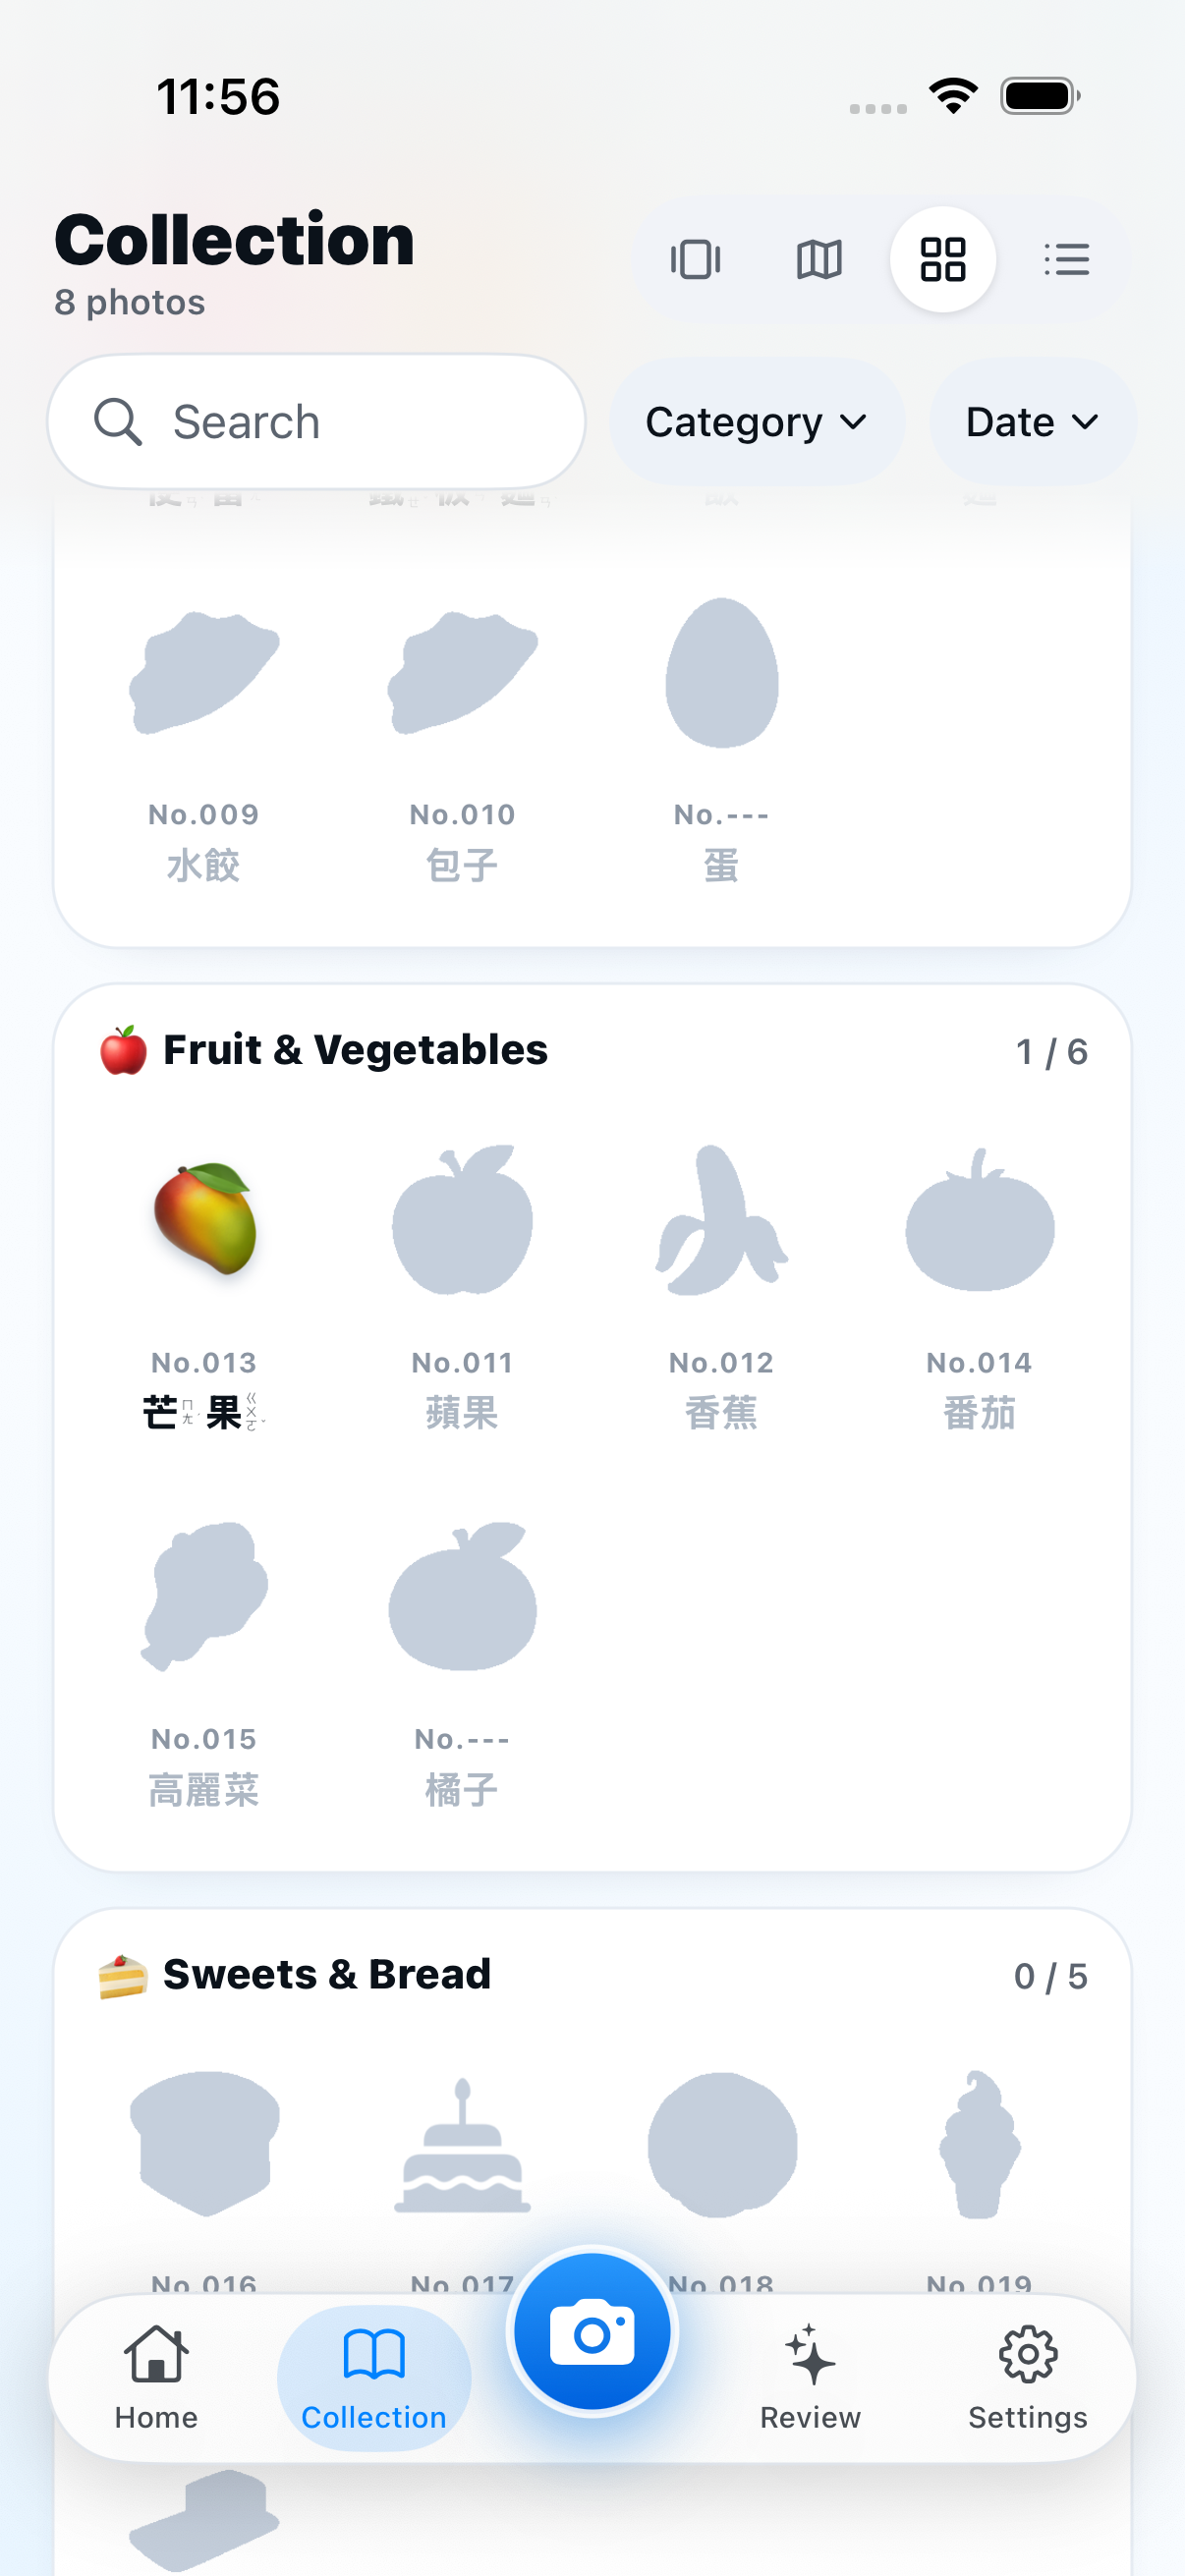 11:56
Collection
8 photos
Search
Category
Date
No.009
No.010
No.---
水餃
包子
蛋
Fruit & Vegetables
1 / 6
No.013
No.011
No.012
No.014
芒果
蘋果
香蕉
番茄
No.015
No.---
高麗菜
橘子
Sweets & Bread
0 / 5
No.016
No.017
No.018
No.019
Home
Collection
Review
Settings